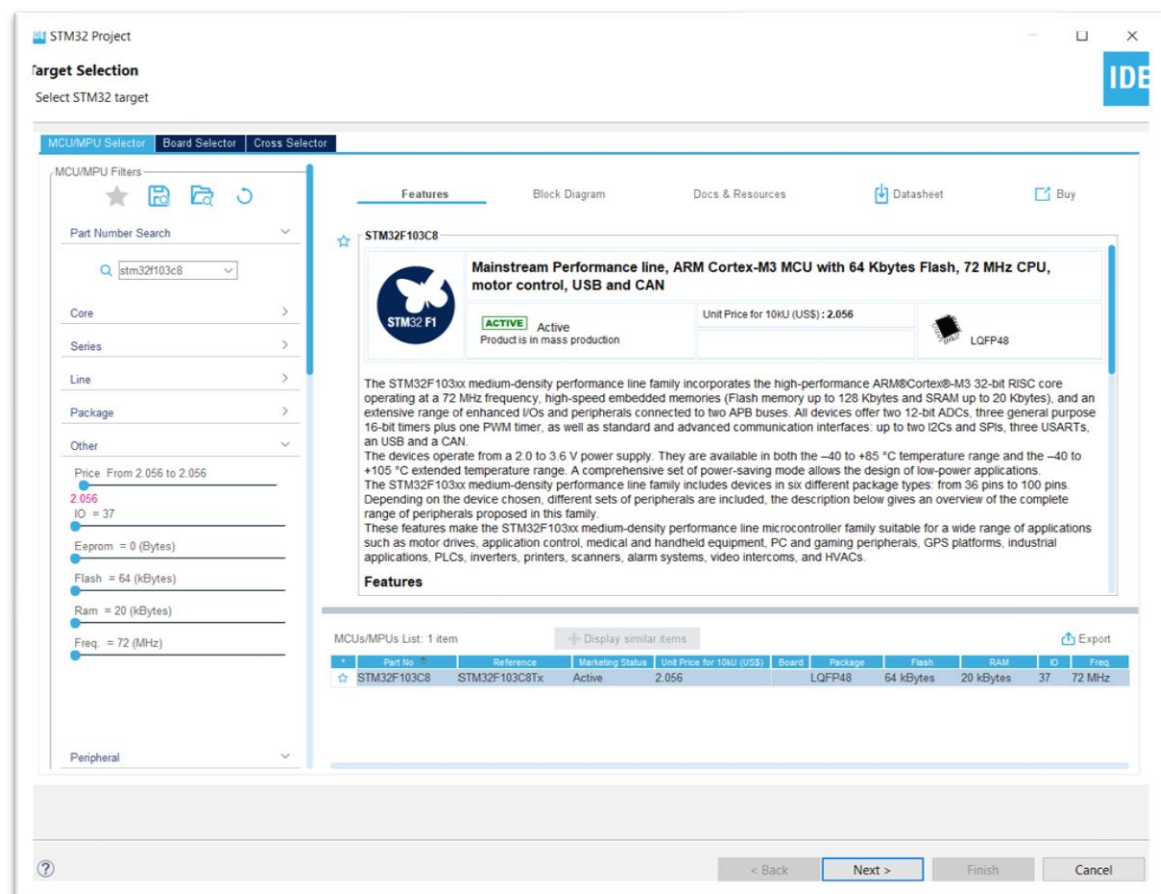 IDE STM32 Project
Target Selection
Select STM32 target
IDE
MCU/MPU Selector Board Selector Cross Selector
MCU/MPU Filters
Part Number Search
stm32f103c8
Core
Series
Line
Package
Other
Price From 2.056 to 2.056
2.056
IO = 37
Eeprom = 0 (Bytes)
Flash = 64 (kBytes)
Ram = 20 (kBytes)
Freq. = 72 (MHz)
Peripheral
Features Block Diagram Docs & Resources Datasheet Buy
STM32F103C8
STM32 F1
Mainstream Performance line, ARM Cortex-M3 MCU with 64 Kbytes Flash, 72 MHz CPU,
motor control, USB and CAN
ACTIVE Active
Product is in mass production
Unit Price for 10kU (US$) : 2.056
LQFP48
The STM32F103xx medium-density performance line family incorporates the high-performance ARM®Cortex®-M3 32-bit RISC core
operating at a 72 MHz frequency, high-speed embedded memories (Flash memory up to 128 Kbytes and SRAM up to 20 Kbytes), and an
extensive range of enhanced I/Os and peripherals connected to two APB buses. All devices offer two 12-bit ADCs, three general purpose
16-bit timers plus one PWM timer, as well as standard and advanced communication interfaces: up to two I2Cs and SPIs, three USARTs,
an USB and a CAN.
The devices operate from a 2.0 to 3.6 V power supply. They are available in both the –40 to +85 °C temperature range and the –40 to
+105 °C extended temperature range. A comprehensive set of power-saving mode allows the design of low-power applications.
The STM32F103xx medium-density performance line family includes devices in six different package types: from 36 pins to 100 pins.
Depending on the device chosen, different sets of peripherals are included, the description below gives an overview of the complete
range of peripherals proposed in this family.
These features make the STM32F103xx medium-density performance line microcontroller family suitable for a wide range of applications
such as motor drives, application control, medical and handheld equipment, PC and gaming peripherals, GPS platforms, industrial
applications, PLCs, inverters, printers, scanners, alarm systems, video intercoms, and HVACs.
Features
MCUs/MPUs List: 1 item Display similar items Export
* Part No Reference Marketing Status Unit Price for 10kU (US$) Board Package Flash RAM IO Freq.
STM32F103C8 STM32F103C8Tx Active 2.056 LQFP48 64 kBytes 20 kBytes 37 72 MHz
? < Back Next > Finish Cancel